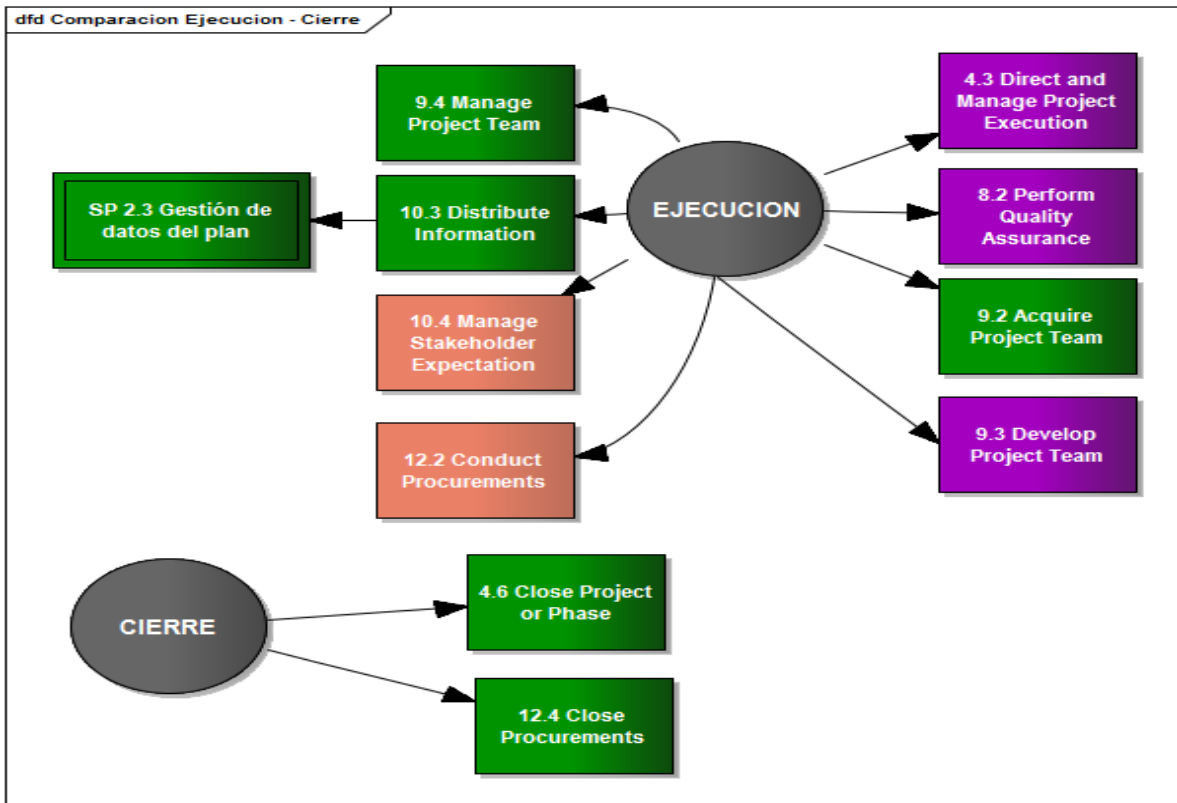 dfd Comparacion Ejecucion - Cierre
9.4 Manage
Project Team
4.3 Direct and
Manage Project
Execution
SP 2.3 Gestión de
datos del plan
10.3 Distribute
Information
EJECUCION
8.2 Perform
Quality
Assurance
10.4 Manage
Stakeholder
Expectation
9.2 Acquire
Project Team
12.2 Conduct
Procurements
9.3 Develop
Project Team
CIERRE
4.6 Close Project
or Phase
12.4 Close
Procurements